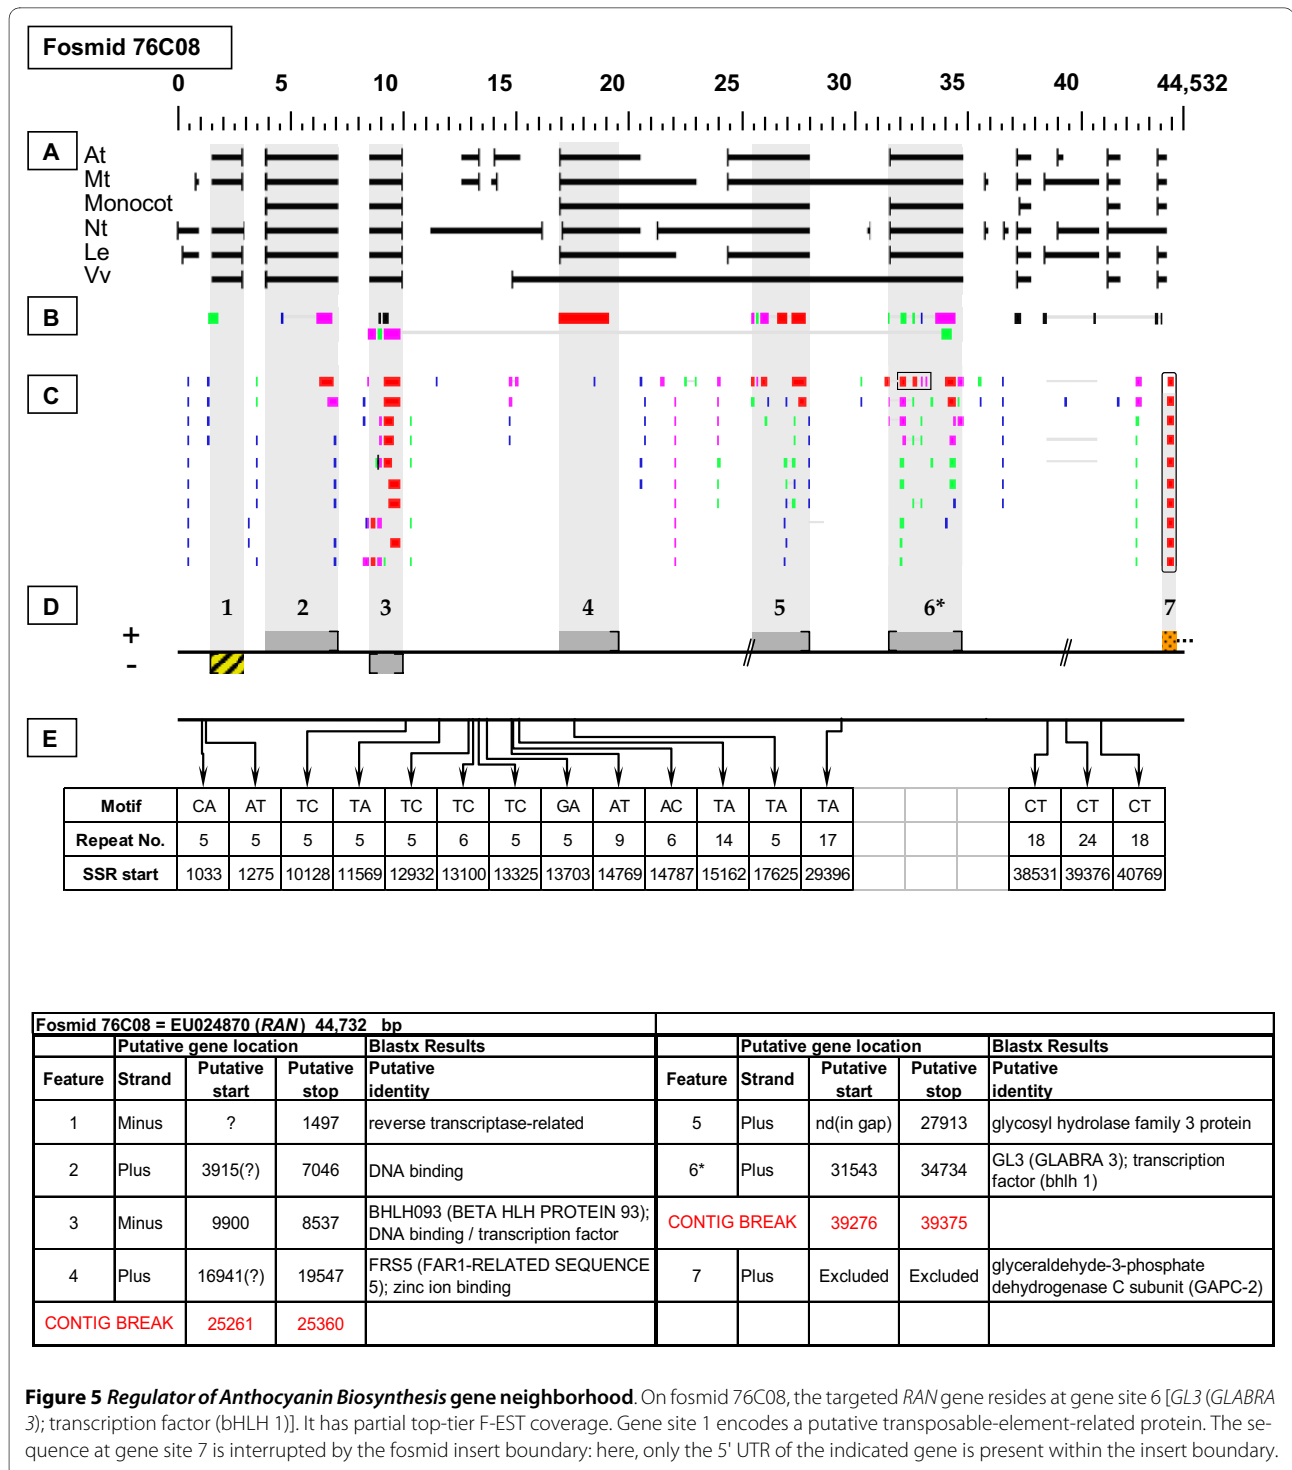 Fosmid 76C08
0 5 10 15 20 25 30 35 40 44,532
A
At
Mt
Monocot
Nt
Le
Vv
B
C
D
1 2 3 4 5 6* 7
+
-
E
Motif CA AT TC TA TC TC TC GA AT AC TA TA TA CT CT CT
Repeat No. 5 5 5 5 5 6 5 5 9 6 14 5 17 18 24 18
SSR start 1033 1275 10128 11569 12932 13100 13325 13703 14769 14787 15162 17625 29396 38531 39376 40769
Fosmid 76C08 = EU024870 (RAN) 44,732 bp
Putative gene location Blastx Results Putative gene location Blastx Results
Feature Strand Putative start Putative stop Putative identity Feature Strand Putative start Putative stop Putative identity
1 Minus ? 1497 reverse transcriptase-related 5 Plus nd(in gap) 27913 glycosyl hydrolase family 3 protein
2 Plus 3915(?) 7046 DNA binding 6* Plus 31543 34734 GL3 (GLABRA 3); transcription factor (bhlh 1)
3 Minus 9900 8537 BHLH093 (BETA HLH PROTEIN 93); DNA binding / transcription factor CONTIG BREAK 39276 39375
4 Plus 16941(?) 19547 FRS5 (FAR1-RELATED SEQUENCE 5); zinc ion binding 7 Plus Excluded Excluded glyceraldehyde-3-phosphate dehydrogenase C subunit (GAPC-2)
CONTIG BREAK 25261 25360
Figure 5 Regulator of Anthocyanin Biosynthesis gene neighborhood. On fosmid 76C08, the targeted RAN gene resides at gene site 6 [GL3 (GLABRA
3); transcription factor (bHLH 1)]. It has partial top-tier F-EST coverage. Gene site 1 encodes a putative transposable-element-related protein. The se-
quence at gene site 7 is interrupted by the fosmid insert boundary: here, only the 5' UTR of the indicated gene is present within the insert boundary.